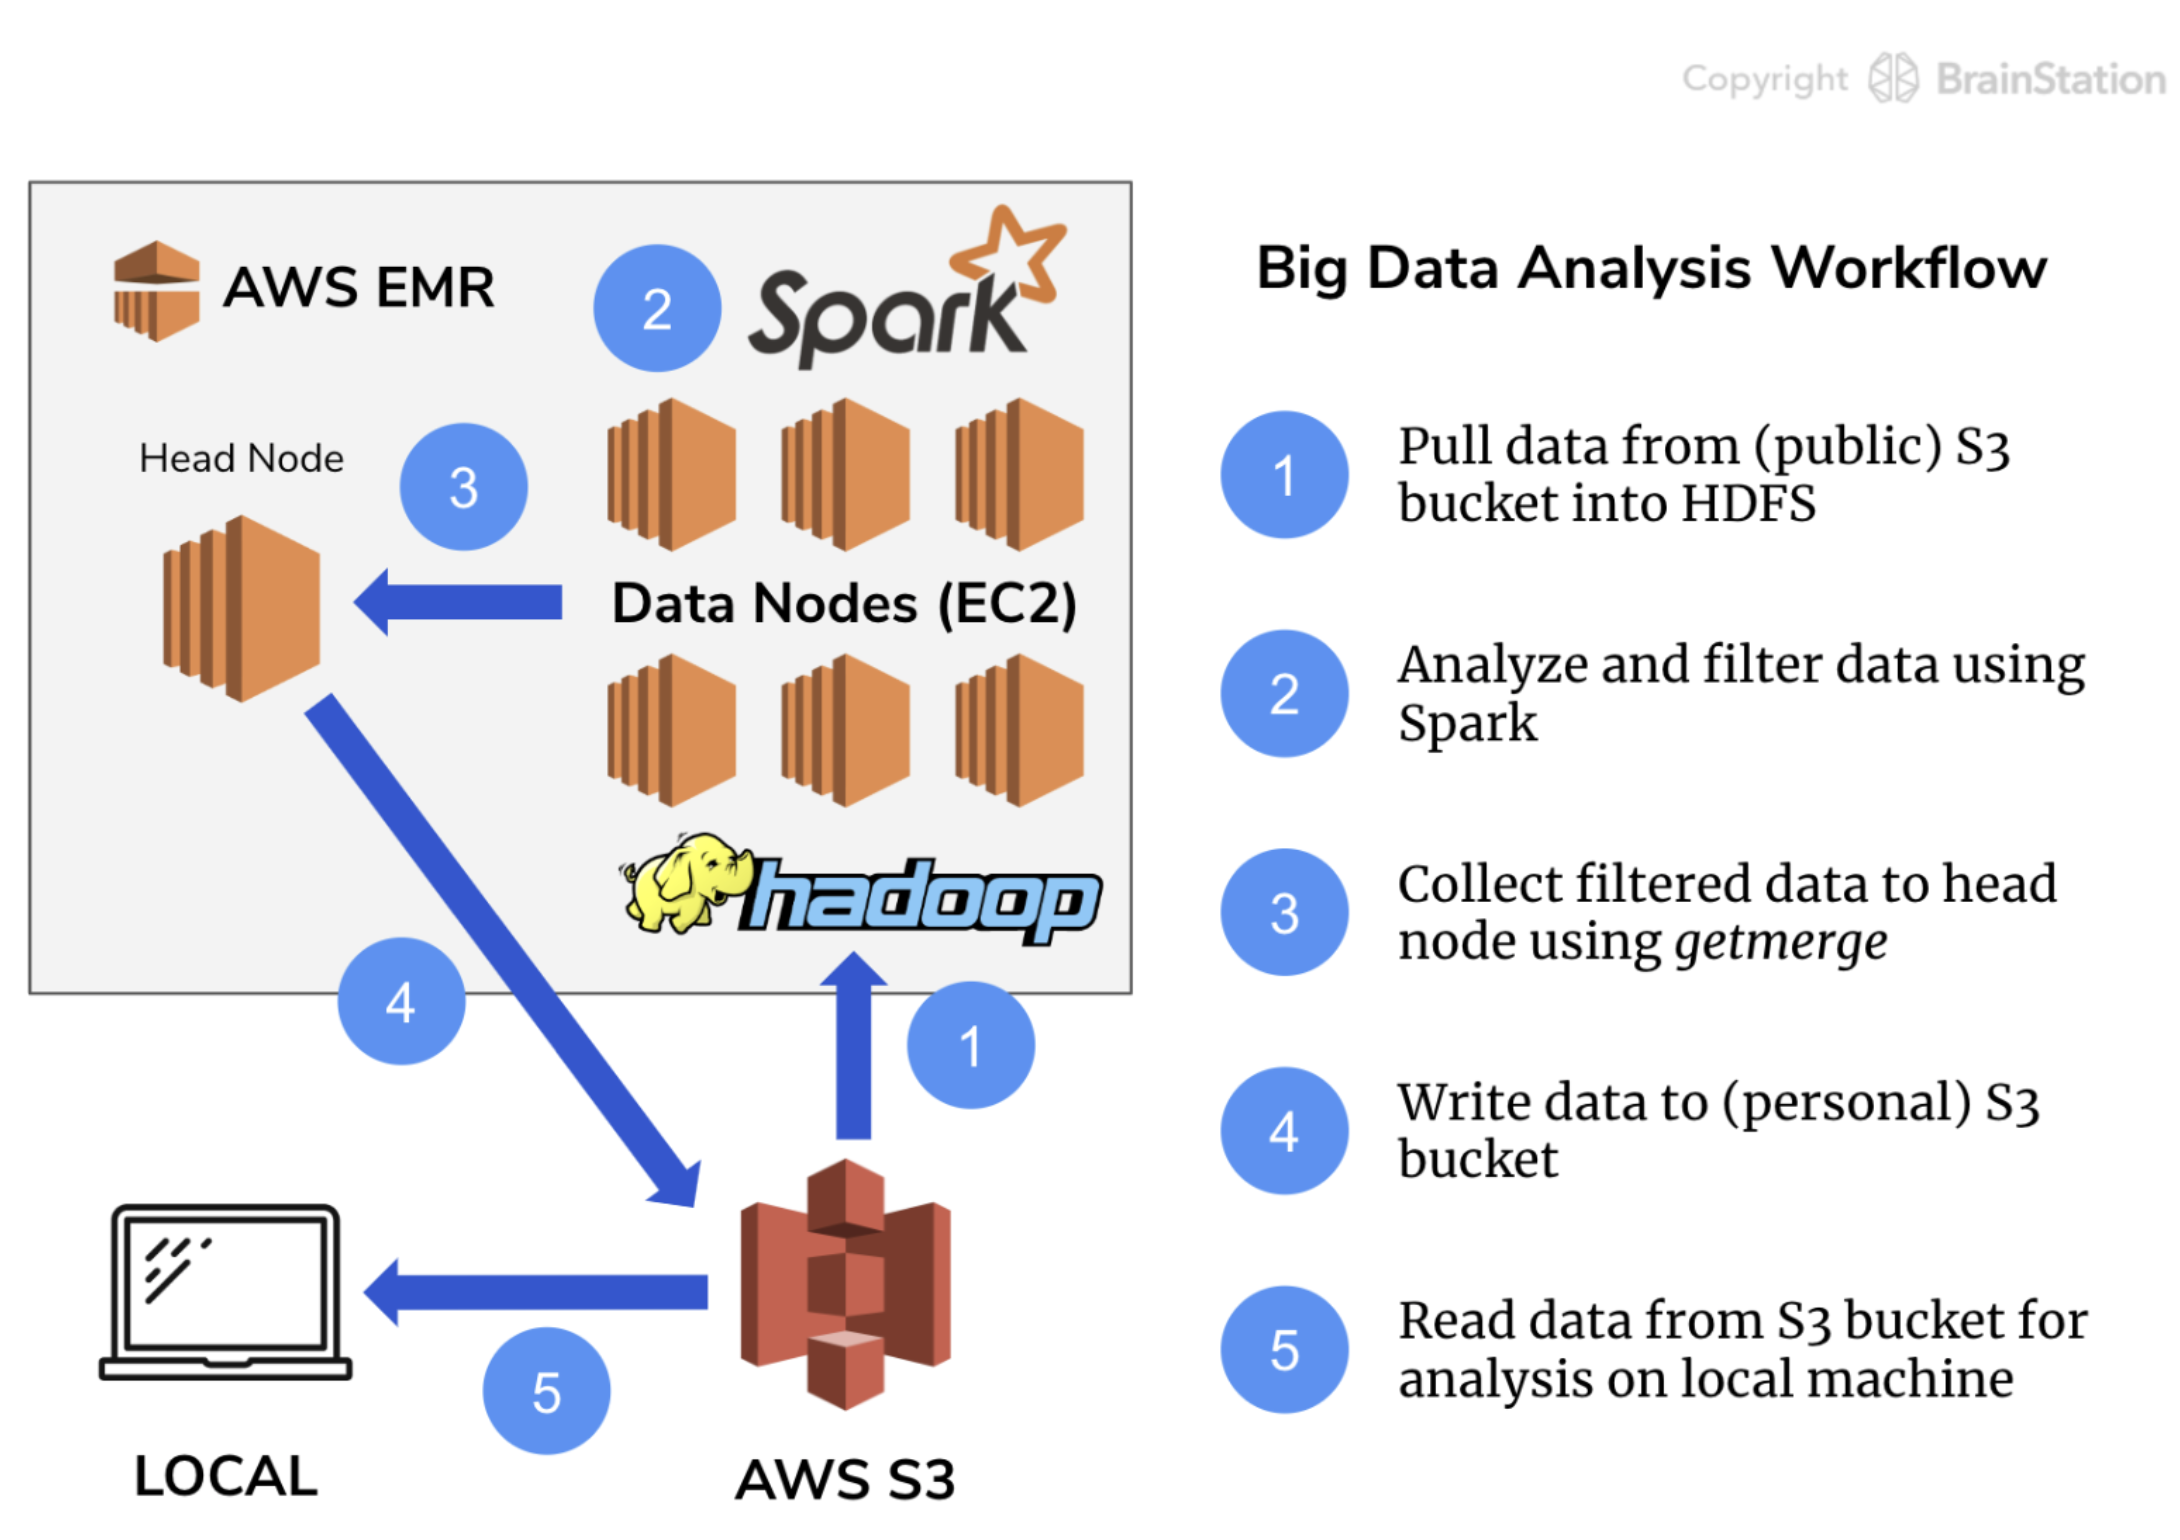 Copyright BrainStation
AWS EMR
2
Spark
Head Node
3
Data Nodes (EC2)
hadoop
4
1
5
LOCAL
AWS S3
Big Data Analysis Workflow
1
Pull data from (public) S3
bucket into HDFS
2
Analyze and filter data using
Spark
3
Collect filtered data to head
node using getmerge
4
Write data to (personal) S3
bucket
5
Read data from S3 bucket for
analysis on local machine